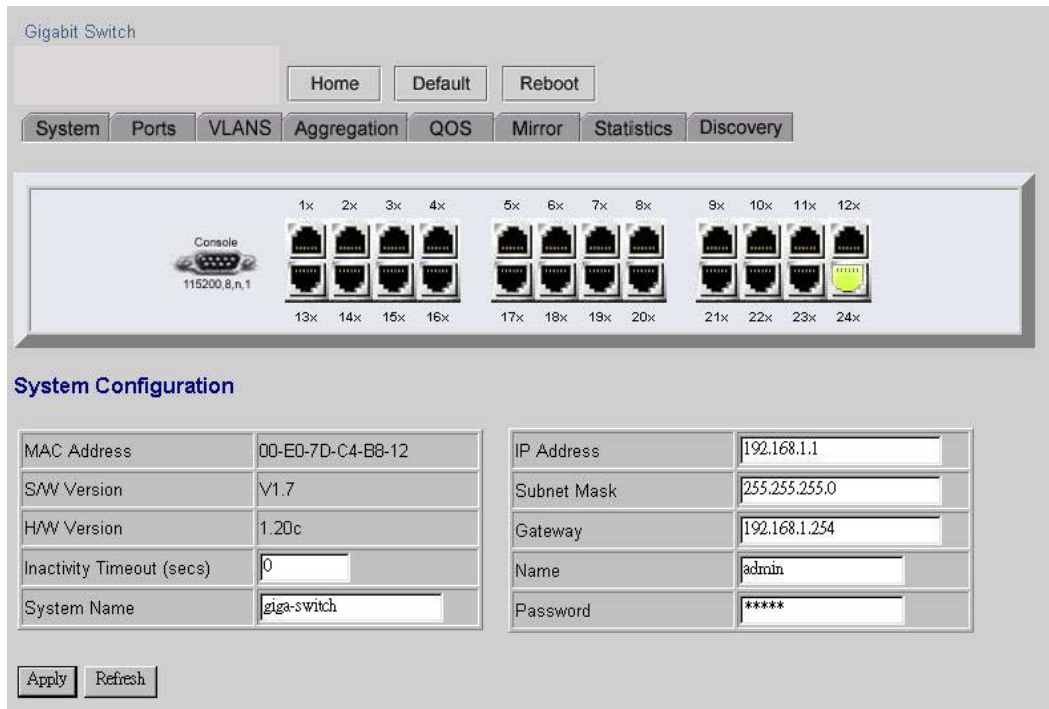 Gigabit Switch
Home Default Reboot
System Ports VLANS Aggregation QOS Mirror Statistics Discovery
1x 2x 3x 4x 5x 6x 7x 8x 9x 10x 11x 12x
Console
115200,8,n,1
13x 14x 15x 16x 17x 18x 19x 20x 21x 22x 23x 24x
System Configuration
MAC Address 00-E0-7D-C4-B8-12
S/W Version V1.7
H/W Version 1.20c
Inactivity Timeout (secs) 0
System Name giga-switch
IP Address 192.168.1.1
Subnet Mask 255.255.255.0
Gateway 192.168.1.254
Name admin
Password *****
Apply Refresh